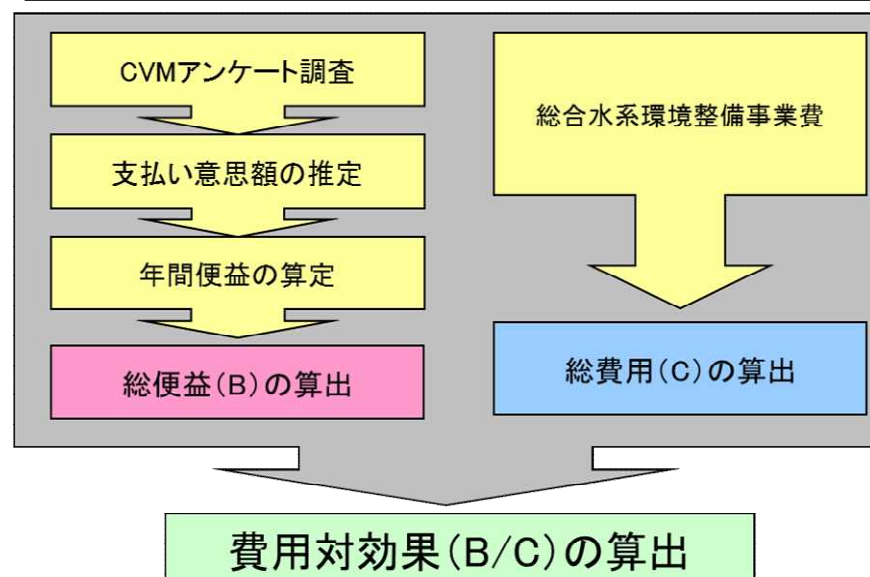 CVMアンケート調査
支払い意思額の推定
年間便益の算定
総便益(B)の算出
総合水系環境整備事業費
総費用(C)の算出
費用対効果(B/C)の算出